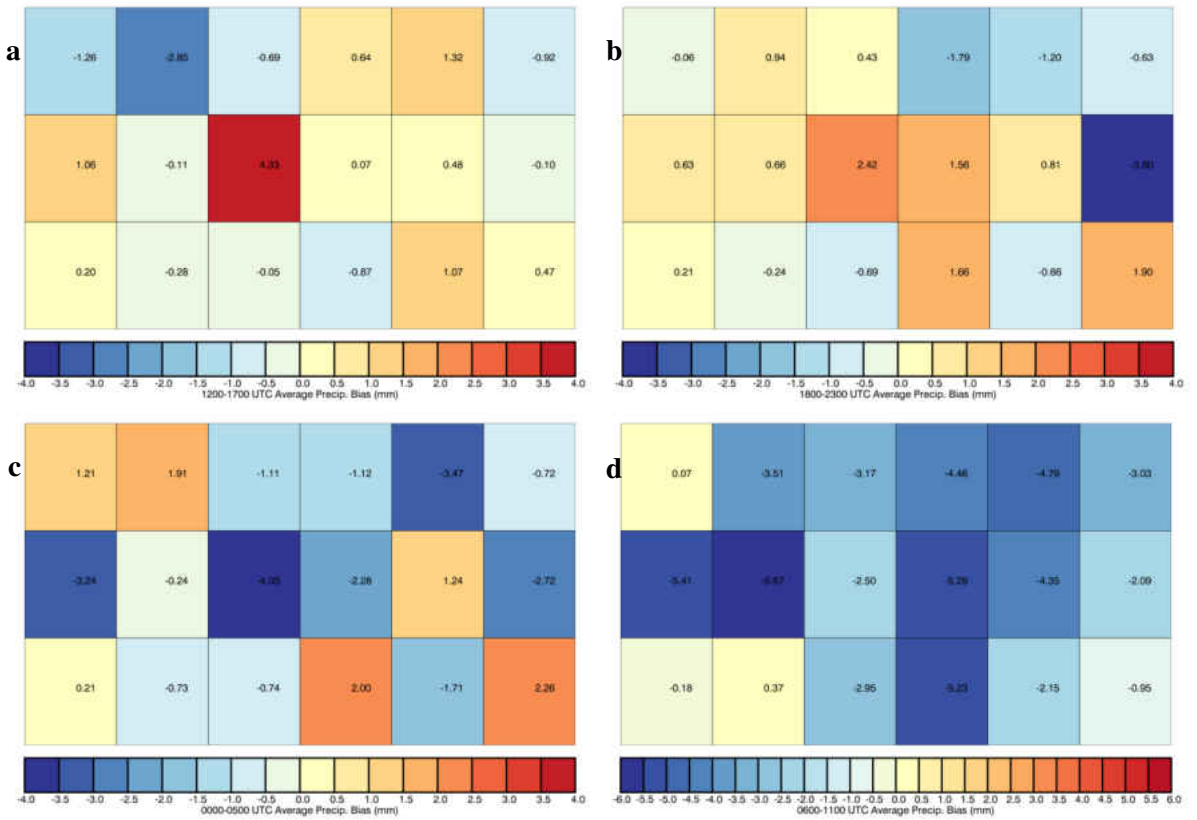 a
-1.26 -2.85 -0.69 0.64 1.32 -0.92
1.06 -0.11 4.33 0.07 0.48 -0.10
0.20 -0.28 -0.05 -0.87 1.07 0.47
-4.0 -3.5 -3.0 -2.5 -2.0 -1.5 -1.0 -0.5 0.0 0.5 1.0 1.5 2.0 2.5 3.0 3.5 4.0
1200-1700 UTC Average Precip. Bias (mm)
b
-0.06 0.94 0.43 -1.79 -1.20 -0.63
0.63 0.66 2.42 1.56 0.81
0.21 -0.24 -0.69 1.66 -0.66 1.90
-4.0 -3.5 -3.0 -2.5 -2.0 -1.5 -1.0 -0.5 0.0 0.5 1.0 1.5 2.0 2.5 3.0 3.5 4.0
1800-2300 UTC Average Precip. Bias (mm)
c
1.21 1.91 -1.11 -1.12 -3.47 -0.72
-3.24 -0.24 -2.28 1.24 -2.72
0.21 -0.73 -0.74 2.00 -1.71 2.26
-4.0 -3.5 -3.0 -2.5 -2.0 -1.5 -1.0 -0.5 0.0 0.5 1.0 1.5 2.0 2.5 3.0 3.5 4.0
0000-0500 UTC Average Precip. Bias (mm)
d
0.07 -3.51 -3.17 -4.46 -4.79 -3.03
-5.41 -2.50 -4.35 -2.09
-0.18 0.37 -2.95 -5.23 -2.15 -0.95
-6.0 -5.5 -5.0 -4.5 -4.0 -3.5 -3.0 -2.5 -2.0 -1.5 -1.0 -0.5 0.0 0.5 1.0 1.5 2.0 2.5 3.0 3.5 4.0 4.5 5.0 5.5 6.0
0600-1100 UTC Average Precip. Bias (mm)